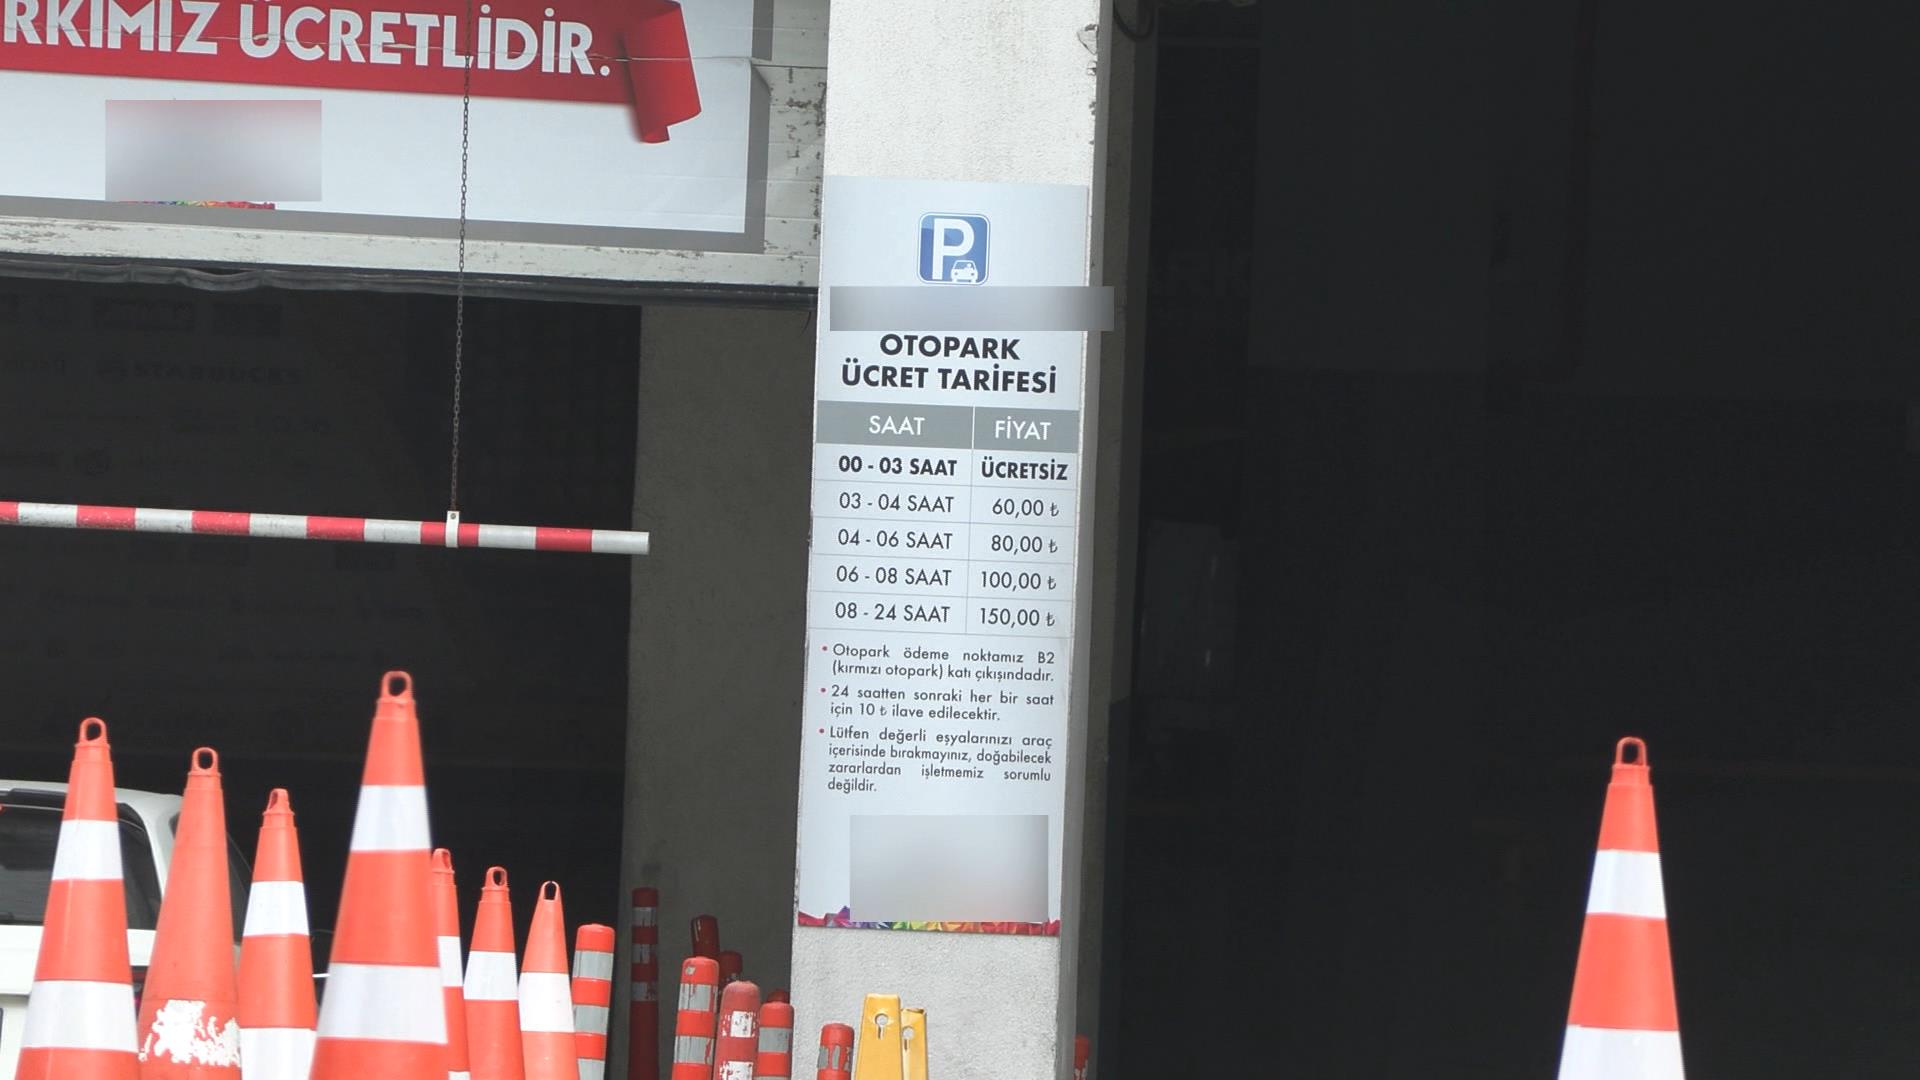 RKIMIZ ÜCRETLİDİR.
P
OTOPARK
ÜCRET TARİFESİ
SAAT FİYAT
00 - 03 SAAT ÜCRETSİZ
03 - 04 SAAT 60,00 ₺
04 - 06 SAAT 80,00 ₺
06 - 08 SAAT 100,00 ₺
08 - 24 SAAT 150,00 ₺
• Otopark ödeme noktamız B2
(kırmızı otopark) katı çıkışındadır.
• 24 saatten sonraki her bir saat
için 10 ₺ ilave edilecektir.
• Lütfen değerli eşyalarınızı araç
içerisinde bırakmayınız, doğabilecek
zararlardan işletmemiz sorumlu
değildir.
STARBUCKS